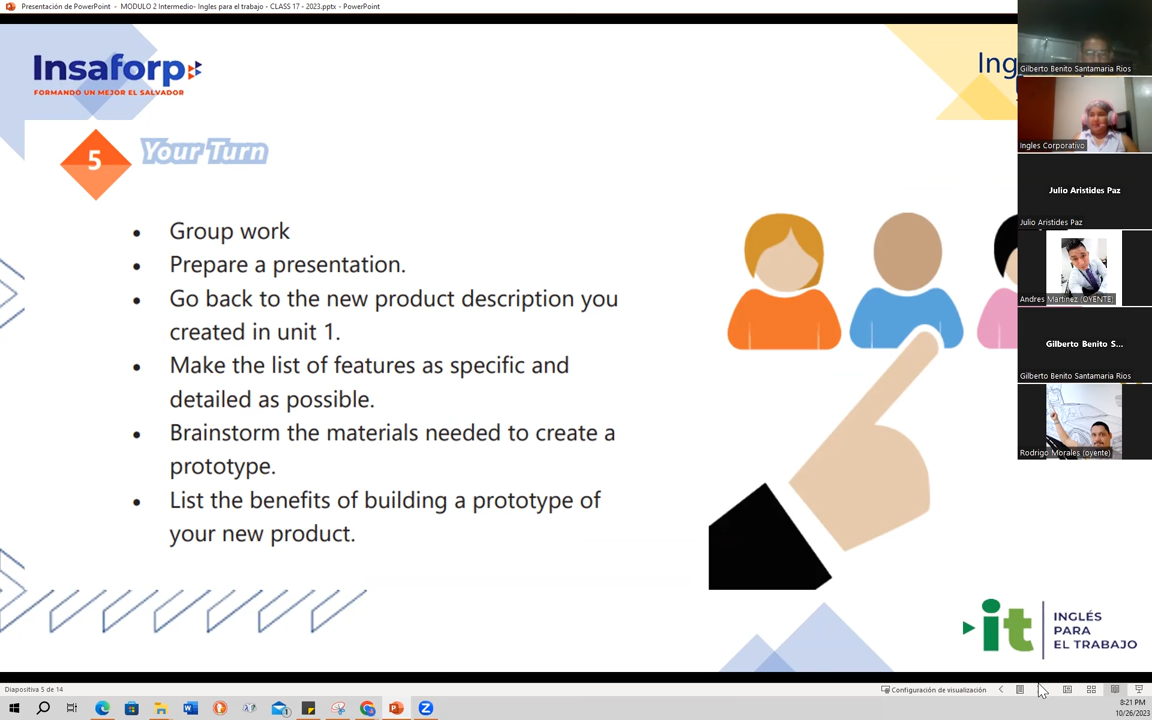 Presentación de PowerPoint - MODULO 2 Intermedio- Ingles para el trabajo - CLASS 17 - 2023.pptx - PowerPoint
Insaforp
FORMANDO UN MEJOR EL SALVADOR
Ing
5
Your Turn
• Group work
• Prepare a presentation.
• Go back to the new product description you
created in unit 1.
• Make the list of features as specific and
detailed as possible.
• Brainstorm the materials needed to create a
prototype.
• List the benefits of building a prototype of
your new product.
Gilberto Benito Santamaria Rios
Ingles Corporativo
Julio Aristides Paz
Julio Aristides Paz
Andres Martinez (OYENTE)
Gilberto Benito S...
Gilberto Benito Santamaria Rios
Rodrigo Morales (oyente)
it
INGLÉS
PARA
EL TRABAJO
Diapositiva 5 de 14
Configuración de visualización
8:21 PM
10/26/2023